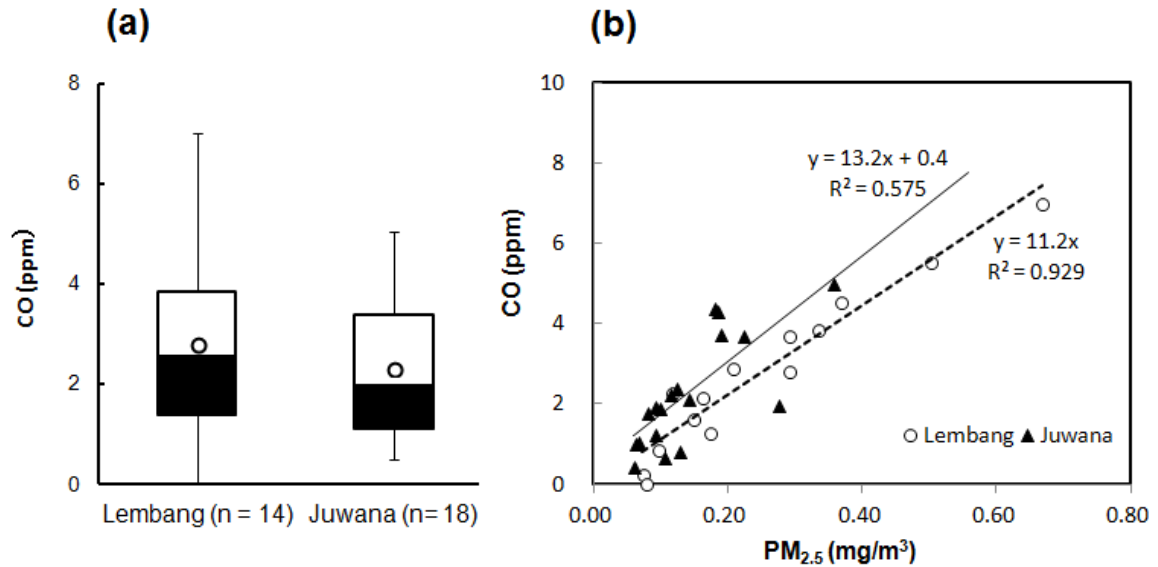 (a)
8
6
4
2
0
CO (ppm)
Lembang (n = 14) Juwana (n= 18)
(b)
10
8
6
4
2
0
CO (ppm)
y = 13.2x + 0.4
R² = 0.575
y = 11.2x
R² = 0.929
Lembang Juwana
0.00 0.20 0.40 0.60 0.80
PM₂.₅ (mg/m³)